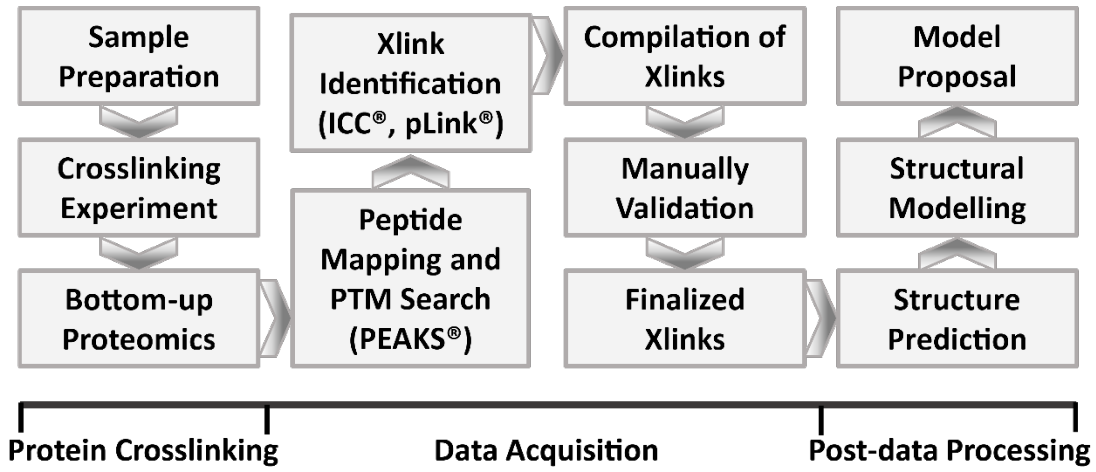 Sample
Preparation
Crosslinking
Experiment
Bottom-up
Proteomics
Peptide
Mapping and
PTM Search
(PEAKS®)
Xlink
Identification
(ICC®, pLink®)
Compilation of
Xlinks
Manually
Validation
Finalized
Xlinks
Structure
Prediction
Structural
Modelling
Model
Proposal
Protein Crosslinking
Data Acquisition
Post-data Processing